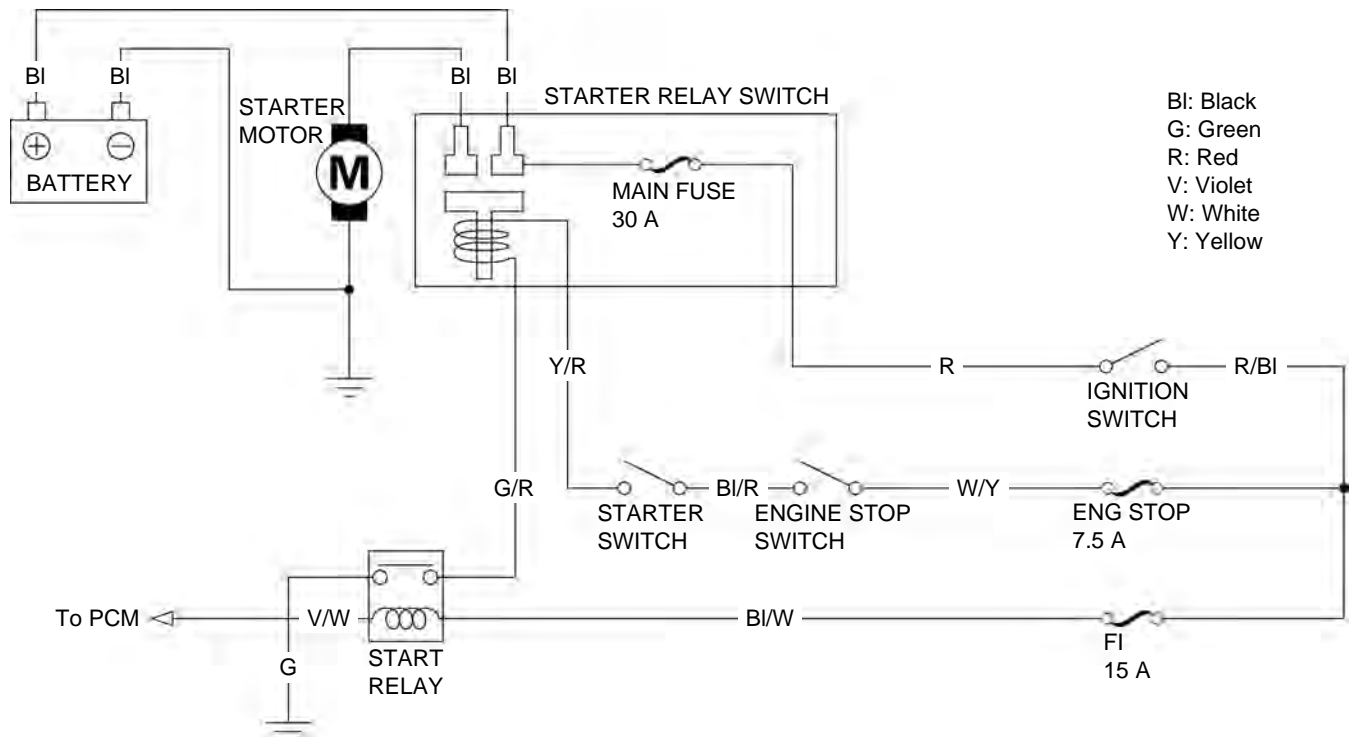 Bl
Bl
Bl
Bl
STARTER
MOTOR
STARTER RELAY SWITCH
Bl: Black
G: Green
R: Red
V: Violet
W: White
Y: Yellow
BATTERY
M
MAIN FUSE
30 A
Y/R
R
R/Bl
IGNITION
SWITCH
G/R
Bl/R
W/Y
STARTER
SWITCH
ENGINE STOP
SWITCH
ENG STOP
7.5 A
To PCM
V/W
Bl/W
G
START
RELAY
FI
15 A